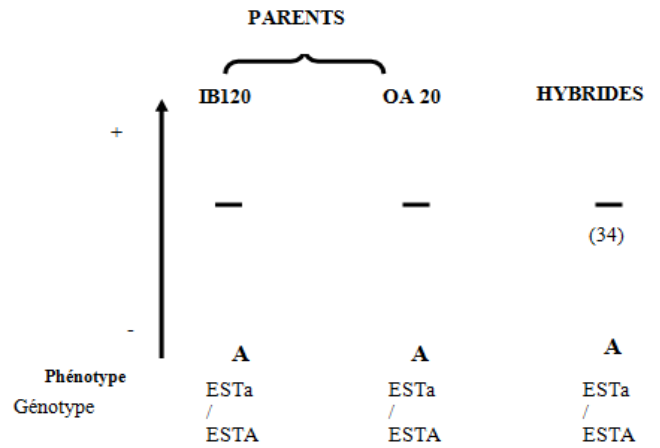 PARENTS
IB120 OA 20 HYBRIDES
+
(34)
-
A A A
Phénotype
Génotype
ESTa ESTa ESTa
/ / /
ESTA ESTA ESTA